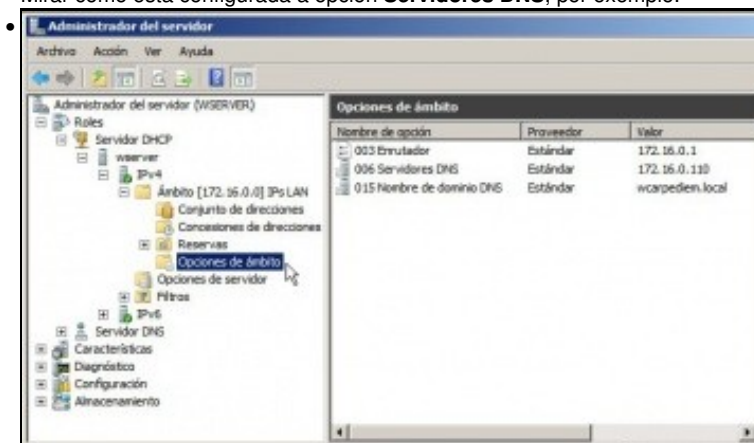 Mirar como está configurada a opción Servidores DNS, por exemplo.
Administrador del servidor
Archivo Acción Ver Ayuda
Administrador del servidor (WSERVER)
Roles
Servidor DHCP
wserver
IPv4
Ámbito [172.16.0.0] IPs LAN
Conjunto de direcciones
Concesiones de direcciones
Reservas
Opciones de ámbito
Opciones de servidor
Filtros
IPv6
Servidor DNS
Características
Diagnóstico
Configuración
Almacenamiento
Opciones de ámbito
Nombre de opción Proveedor Valor
003 Enrutador Estándar 172.16.0.1
006 Servidores DNS Estándar 172.16.0.110
015 Nombre de dominio DNS Estándar wcarpediem.local